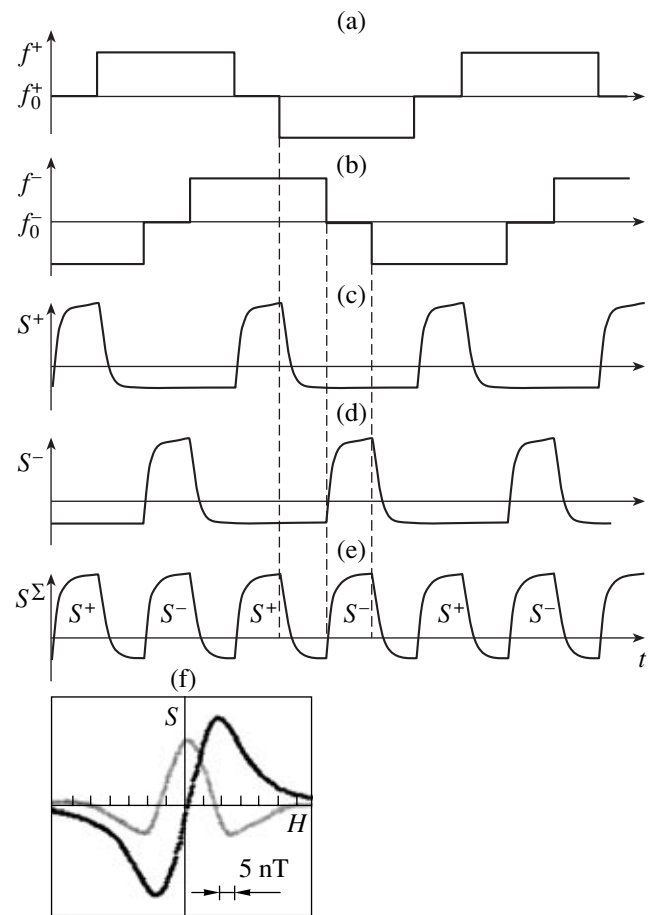 (a)
f⁺
f₀⁺
(b)
f⁻
f₀⁻
(c)
S⁺
(d)
S⁻
(e)
S^Σ
S⁺ S⁻ S⁺ S⁻ S⁺ S⁻
t
(f)
S
H
5 nT